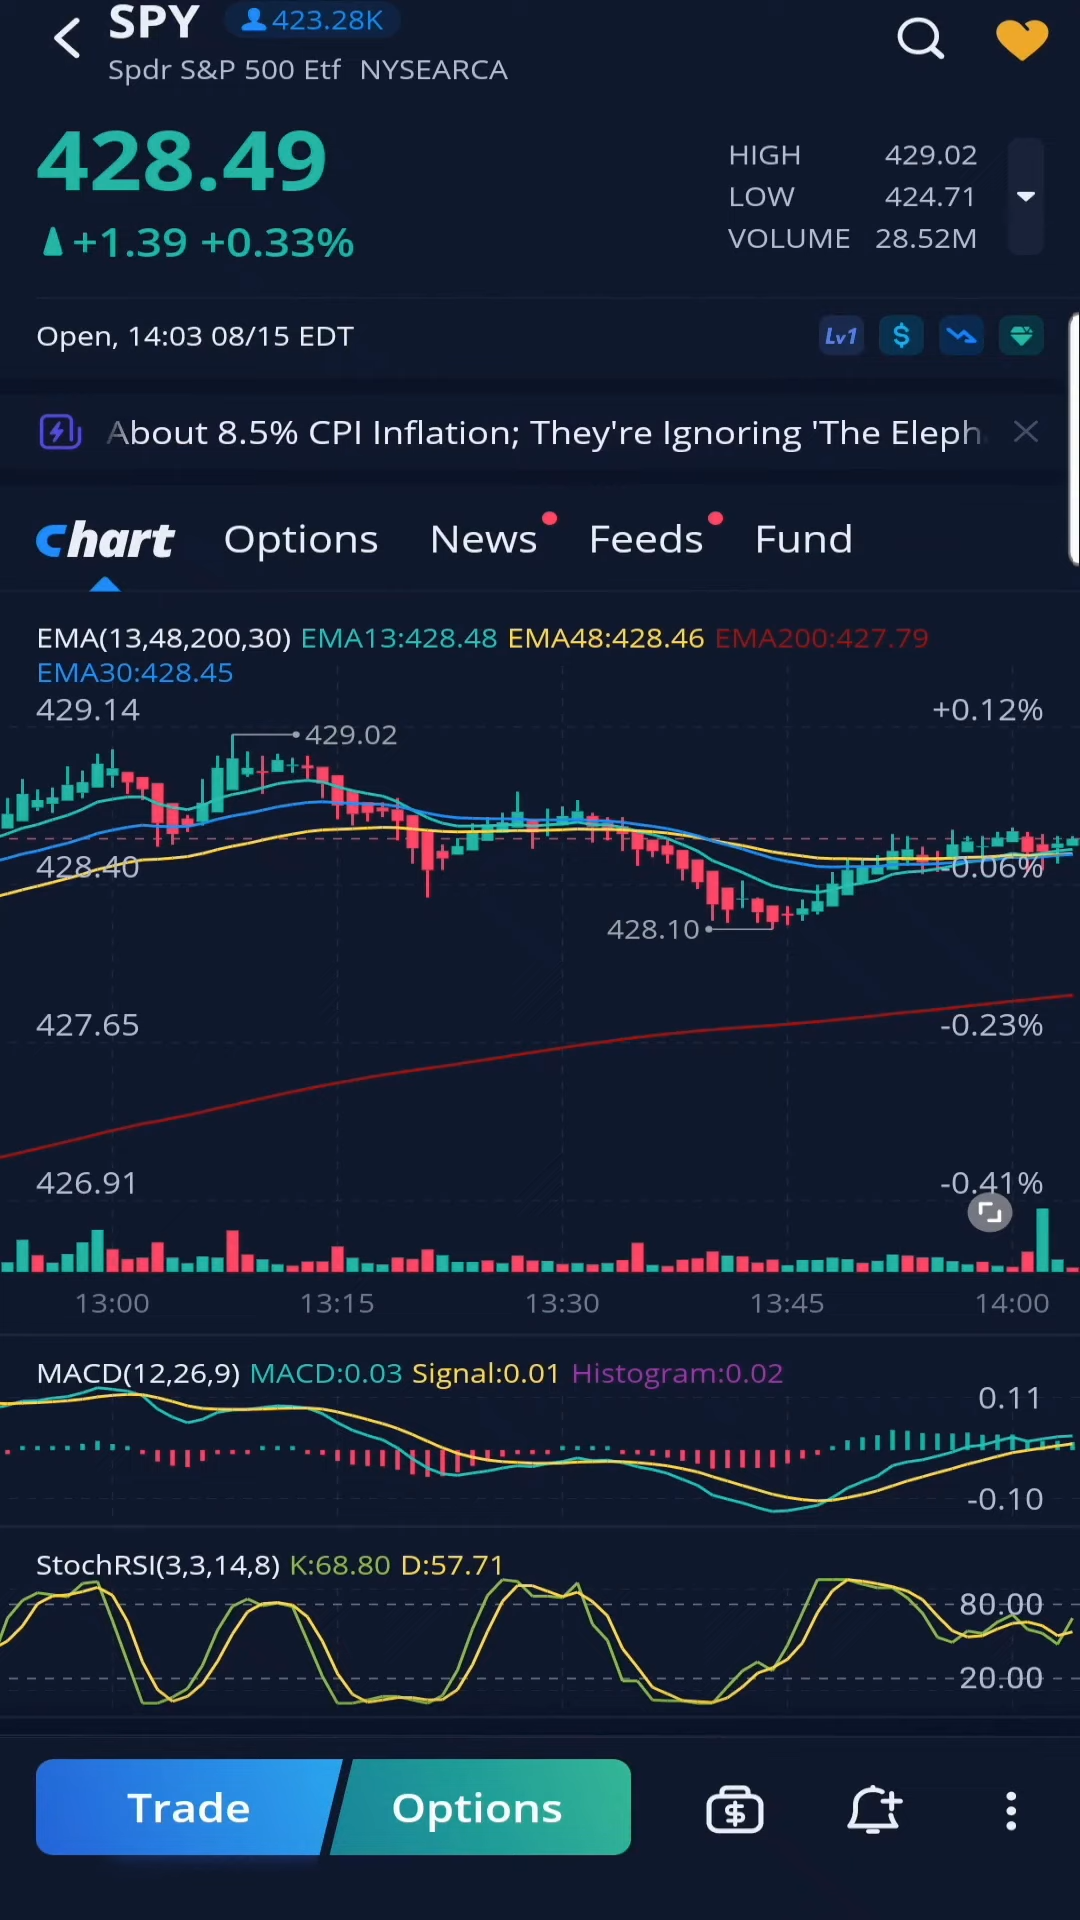 SPY 423.28K
Spdr S&P 500 Etf NYSEARCA
428.49
+1.39 +0.33%
HIGH 429.02
LOW 424.71
VOLUME 28.52M
Open, 14:03 08/15 EDT
Lv1 $
About 8.5% CPI Inflation; They're Ignoring 'The Eleph
Chart Options News Feeds Fund
EMA(13,48,200,30) EMA13:428.48 EMA48:428.46 EMA200:427.79
EMA30:428.45
429.14 +0.12%
429.02
428.40 -0.06%
428.10
427.65 -0.23%
426.91 -0.41%
13:00 13:15 13:30 13:45 14:00
MACD(12,26,9) MACD:0.03 Signal:0.01 Histogram:0.02
0.11
-0.10
StochRSI(3,3,14,8) K:68.80 D:57.71
80.00
20.00
Trade Options $